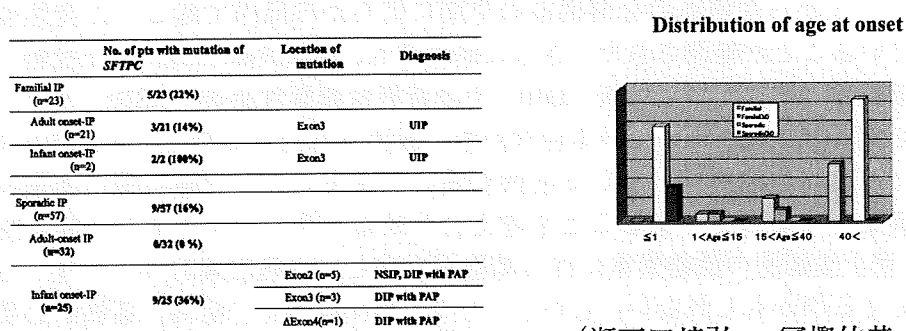 Distribution of age at onset
No. of pts with mutation of SFTPC
Location of mutation
Diagnosis
Familial IP (n=23)
5/23 (22%)
Adult onset-IP (n=21)
3/21 (14%)
Exon3
UIP
Infant onset-IP (n=2)
2/2 (100%)
Exon3
UIP
Sporadic IP (n=57)
9/57 (16%)
Adult-onset IP (n=32)
0/32 (0 %)
Infant onset-IP (n=25)
9/25 (36%)
Exon2 (n=5)
NSIP, DIP with PAP
Exon3 (n=3)
DIP with PAP
ΔExon4(n=1)
DIP with PAP
Familial
Sporadic
≦1
1<Age≦15
15<Age≦40
40<